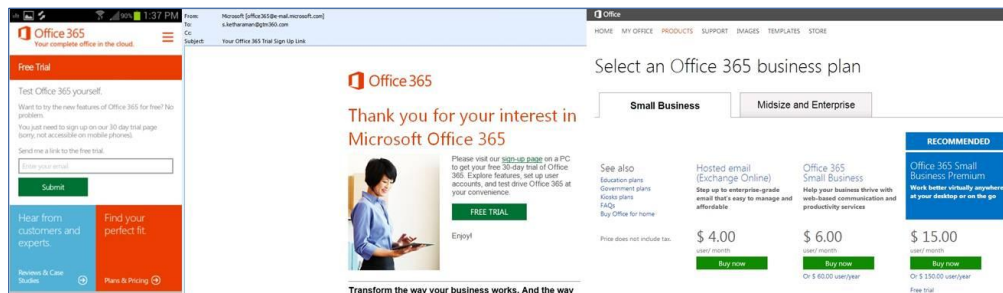 90% 1:37 PM
Office 365
Your complete office in the cloud.
Free Trial
Test Office 365 yourself.
Want to try the new features of Office 365 for free? No
problem.
You just need to sign up on our 30 day trial page
(sorry, not accessible on mobile phones).
Send me a link to the free trial.
Enter your email
Submit
Hear from
customers and
experts.
Reviews & Case
Studies
Find your
perfect fit.
Plans & Pricing
From: Microsoft [office365@e-mail.microsoft.com]
To: s.ketharaman@gtm360.com
Cc:
Subject: Your Office 365 Trial Sign Up Link
Office 365
Thank you for your interest in
Microsoft Office 365
Please visit our sign-up page on a PC
to get your free 30-day trial of Office
365. Explore features, set up user
accounts, and test drive Office 365 at
your convenience.
FREE TRIAL
Enjoy!
Transform the way your business works. And the way
Office
HOME MY OFFICE PRODUCTS SUPPORT IMAGES TEMPLATES STORE
Select an Office 365 business plan
Small Business
Midsize and Enterprise
RECOMMENDED
See also
Education plans
Government plans
Kiosko plans
FAQs
Buy Office for home
Price does not include tax.
Hosted email
(Exchange Online)
Step up to enterprise-grade
email that's easy to manage and
affordable
$ 4.00
user/ month
Buy now
Office 365
Small Business
Help your business thrive with
web-based communication and
productivity services
$ 6.00
user/ month
Buy now
Or $ 60.00 user/year
Office 365 Small
Business Premium
Work better virtually anywhere
at your desktop or on the go
$ 15.00
user/ month
Buy now
Or $ 150.00 user/year
Free trial